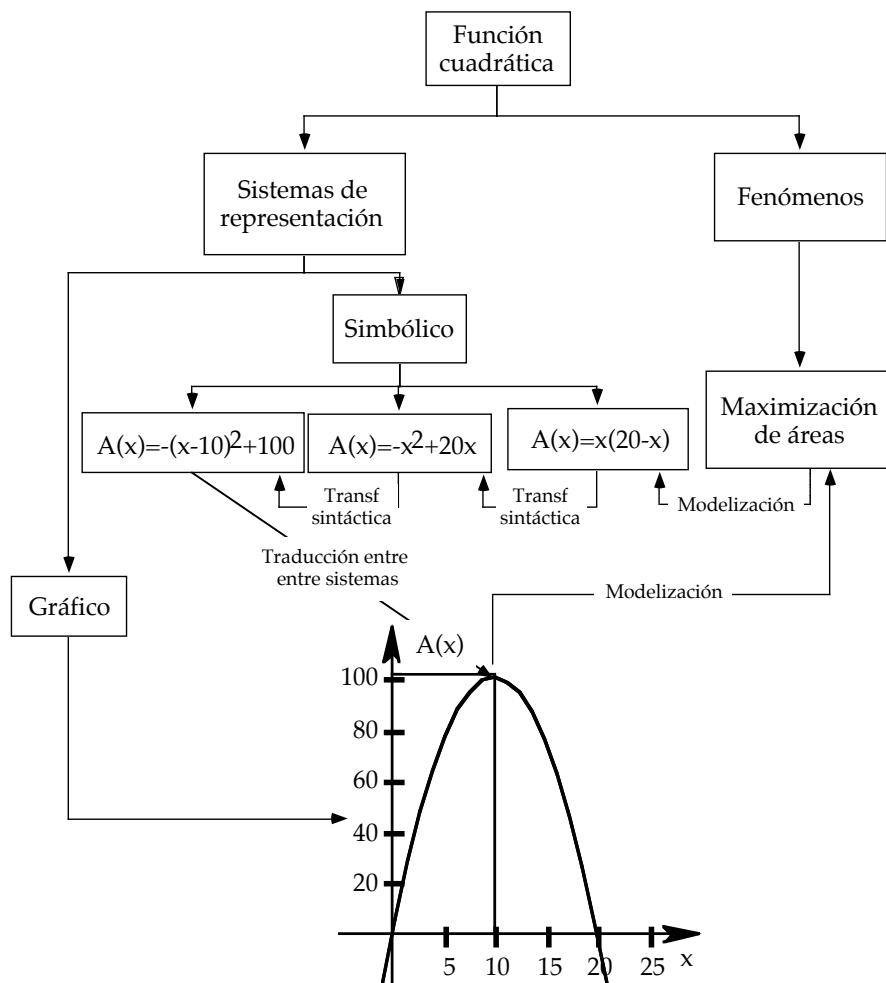 Función
cuadrática
Sistemas de
representación
Fenómenos
Simbólico
A(x)=-(x-10)2+100
A(x)=-x2+20x
A(x)=x(20-x)
Maximización
de áreas
Transf
sintáctica
Transf
sintáctica
Modelización
Traducción entre
entre sistemas
Gráfico
Modelización
A(x)
100
80
60
40
20
5 10 15 20 25 x